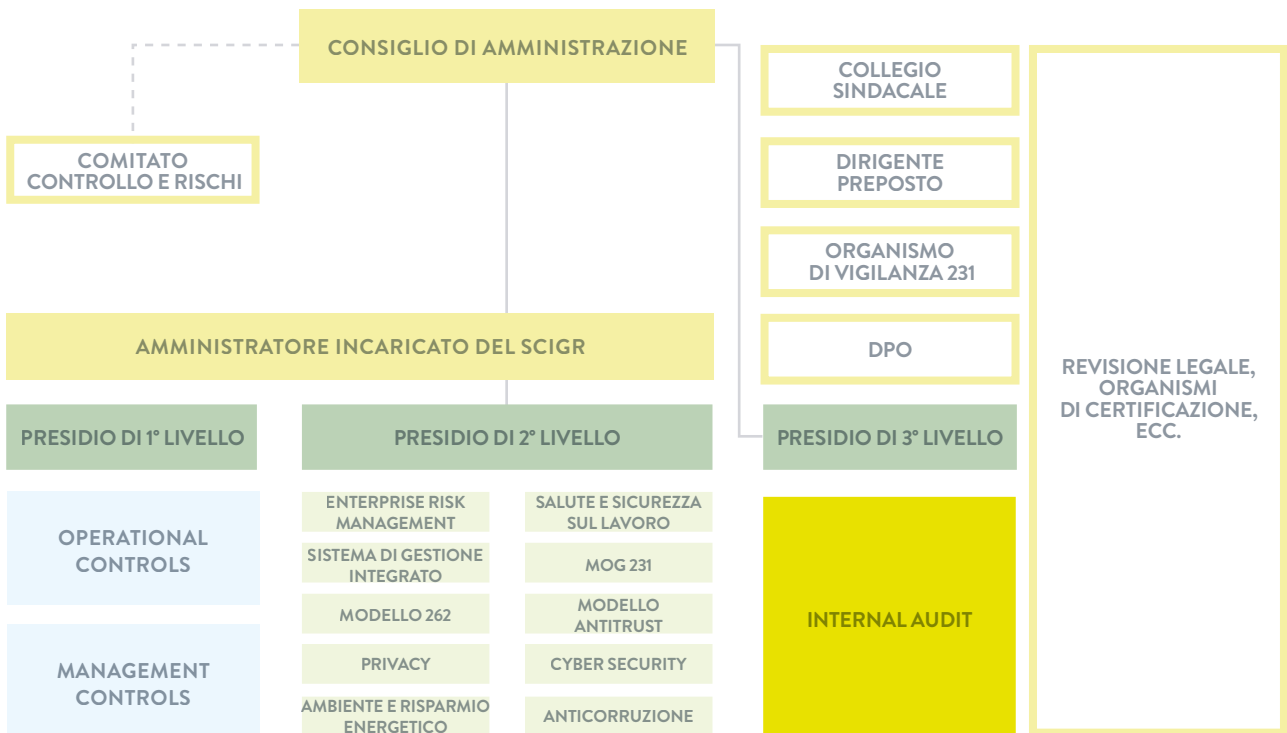 CONSIGLIO DI AMMINISTRAZIONE
COMITATO
CONTROLLO E RISCHI
COLLEGIO
SINDACALE
DIRIGENTE
PREPOSTO
ORGANISMO
DI VIGILANZA 231
DPO
REVISIONE LEGALE,
ORGANISMI
DI CERTIFICAZIONE,
ECC.
AMMINISTRATORE INCARICATO DEL SCIGR
PRESIDIO DI 1° LIVELLO
OPERATIONAL
CONTROLS
MANAGEMENT
CONTROLS
PRESIDIO DI 2° LIVELLO
ENTERPRISE RISK
MANAGEMENT
SISTEMA DI GESTIONE
INTEGRATO
MODELLO 262
PRIVACY
AMBIENTE E RISPARMIO
ENERGETICO
SALUTE E SICUREZZA
SUL LAVORO
MOG 231
MODELLO
ANTITRUST
CYBER SECURITY
ANTICORRUZIONE
PRESIDIO DI 3° LIVELLO
INTERNAL AUDIT